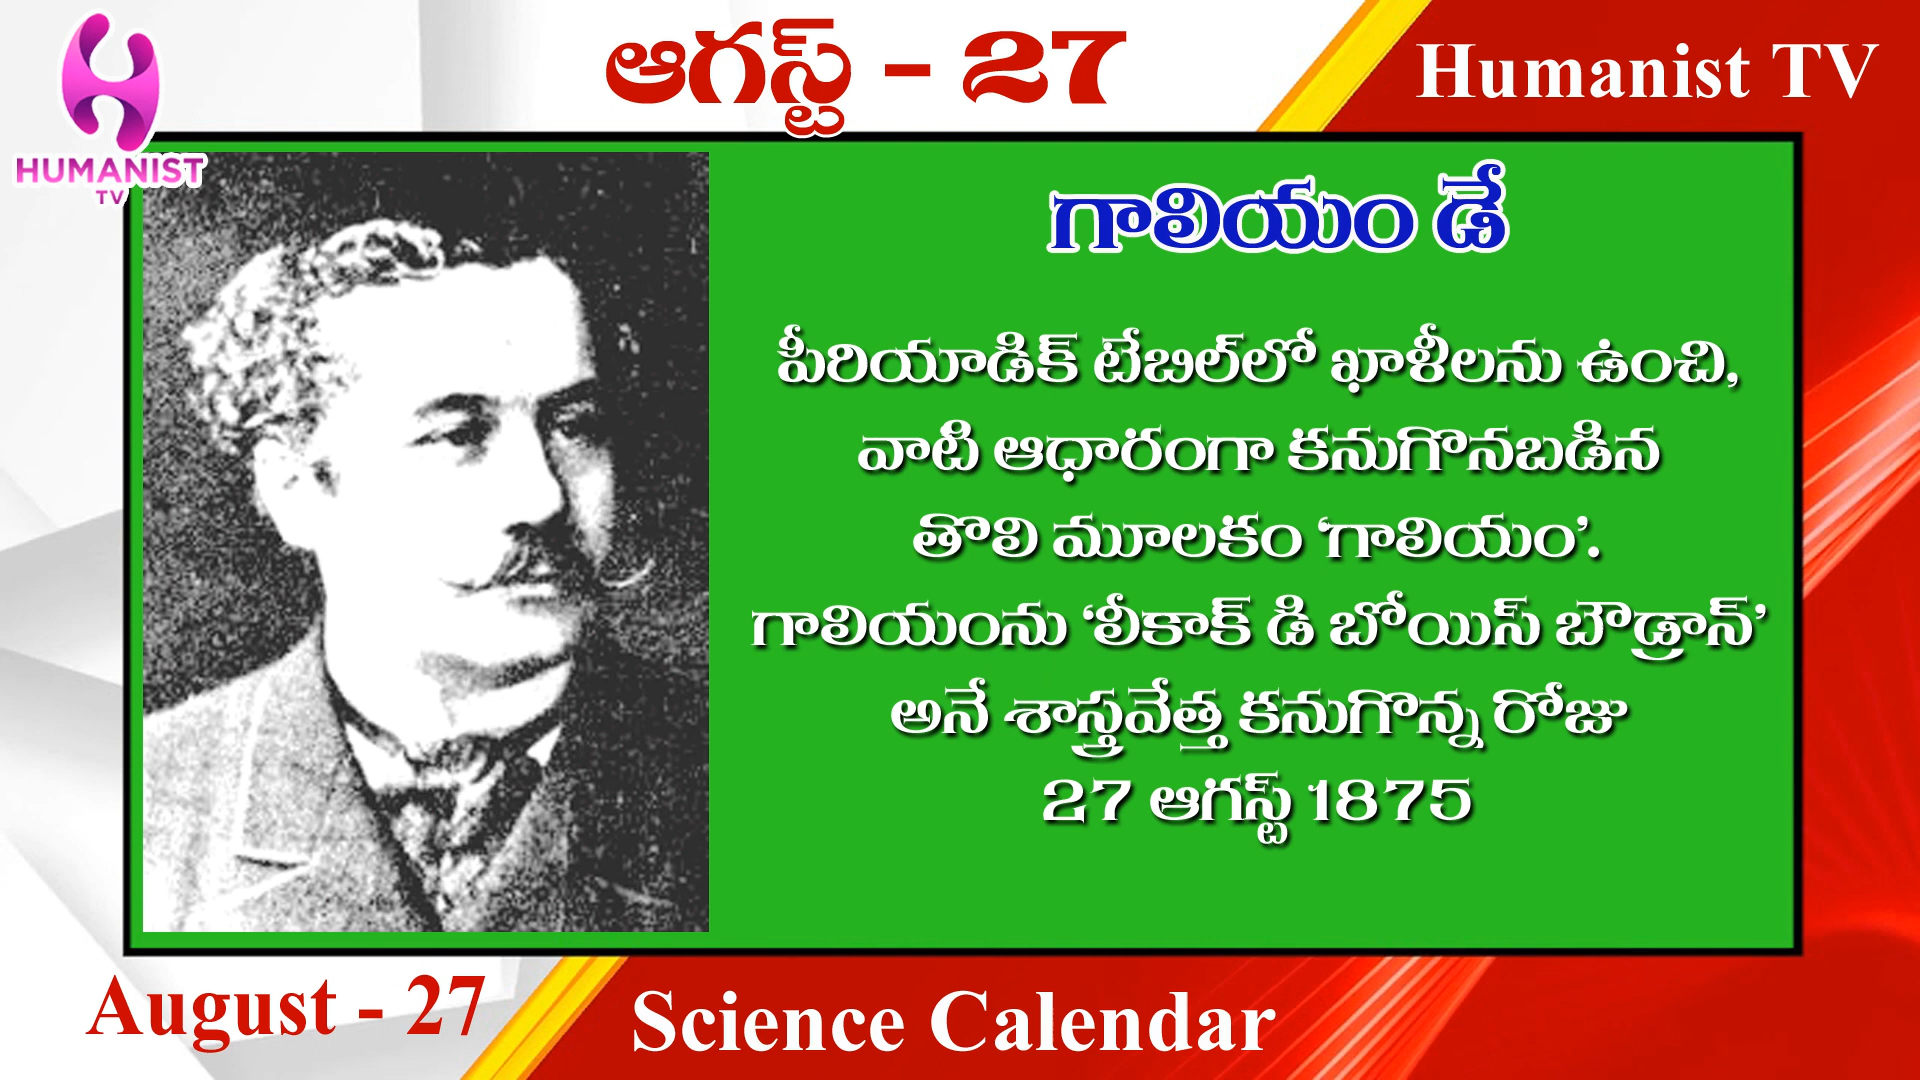 HUMANIST
TV
ఆగస్ట్ - 27
Humanist TV
గాలియం డే
పీరియాడిక్ టేబిల్‌లో ఖాళీలను ఉంచి,
వాటి ఆధారంగా కనుగొనబడిన
తొలి మూలకం ‘గాలియం’.
గాలియంను ‘లీకాక్ డి బోయిస్ బౌడ్రాన్’
అనే శాస్త్రవేత్త కనుగొన్న రోజు
27 ఆగస్ట్ 1875
August - 27
Science Calendar